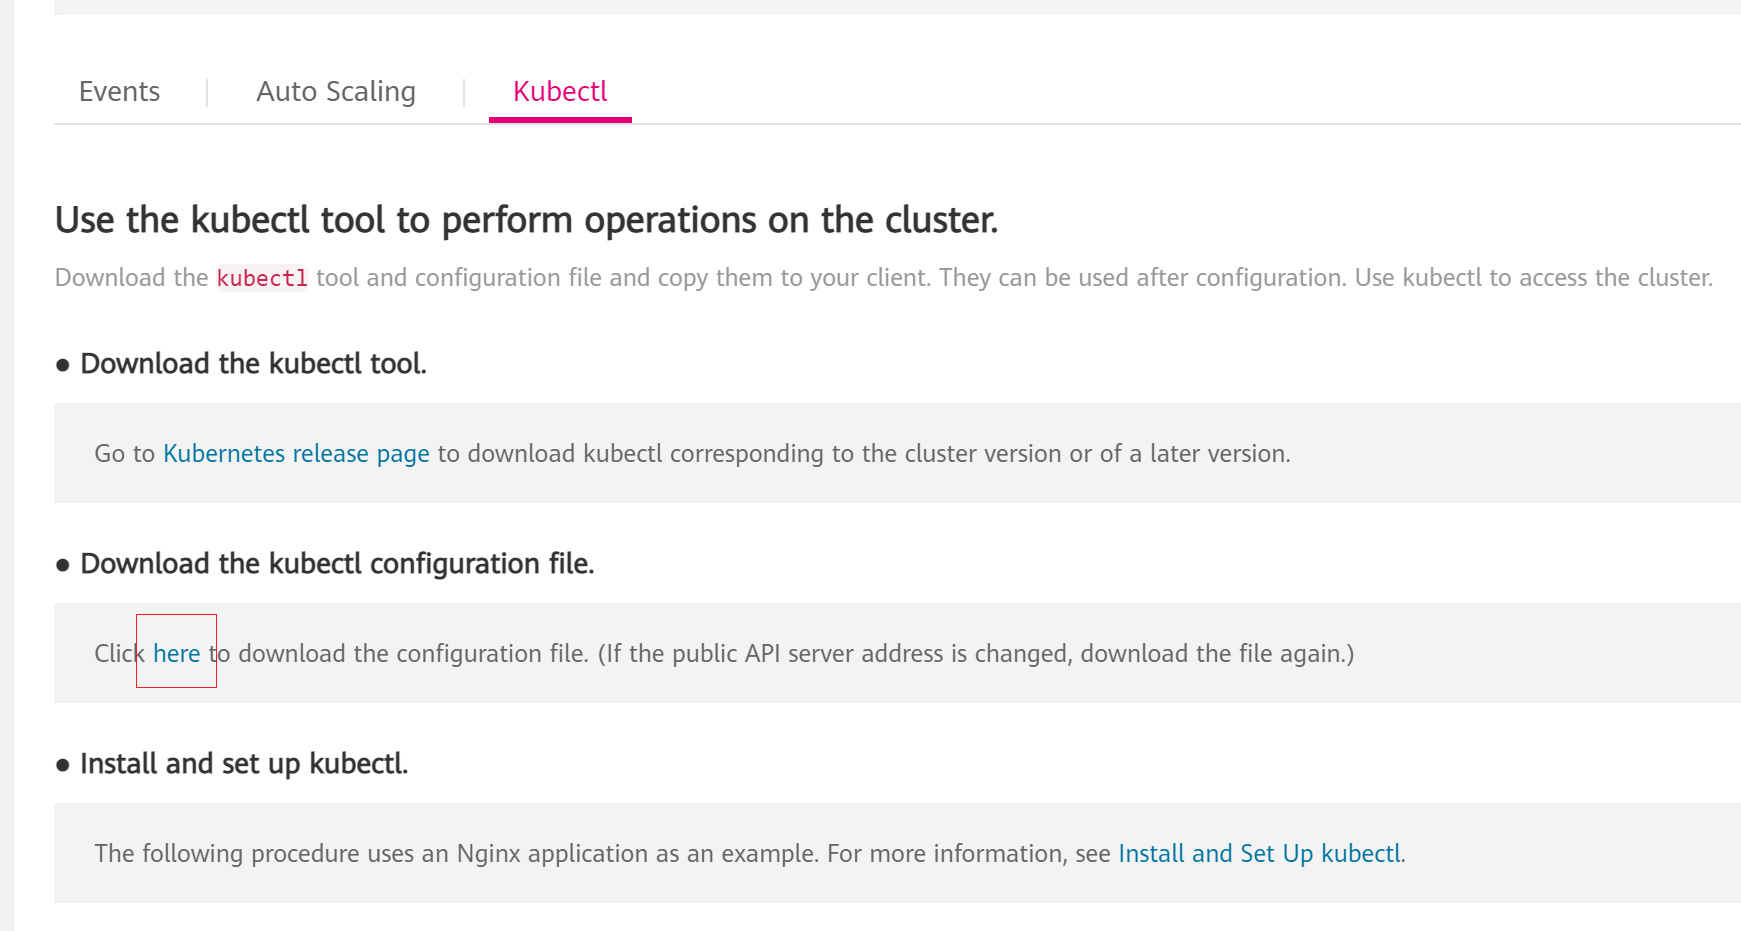 Events
Auto Scaling
Kubectl
Use the kubectl tool to perform operations on the cluster.
Download the kubectl tool and configuration file and copy them to your client. They can be used after configuration. Use kubectl to access the cluster.
● Download the kubectl tool.
Go to Kubernetes release page to download kubectl corresponding to the cluster version or of a later version.
● Download the kubectl configuration file.
Click here to download the configuration file. (If the public API server address is changed, download the file again.)
● Install and set up kubectl.
The following procedure uses an Nginx application as an example. For more information, see Install and Set Up kubectl.